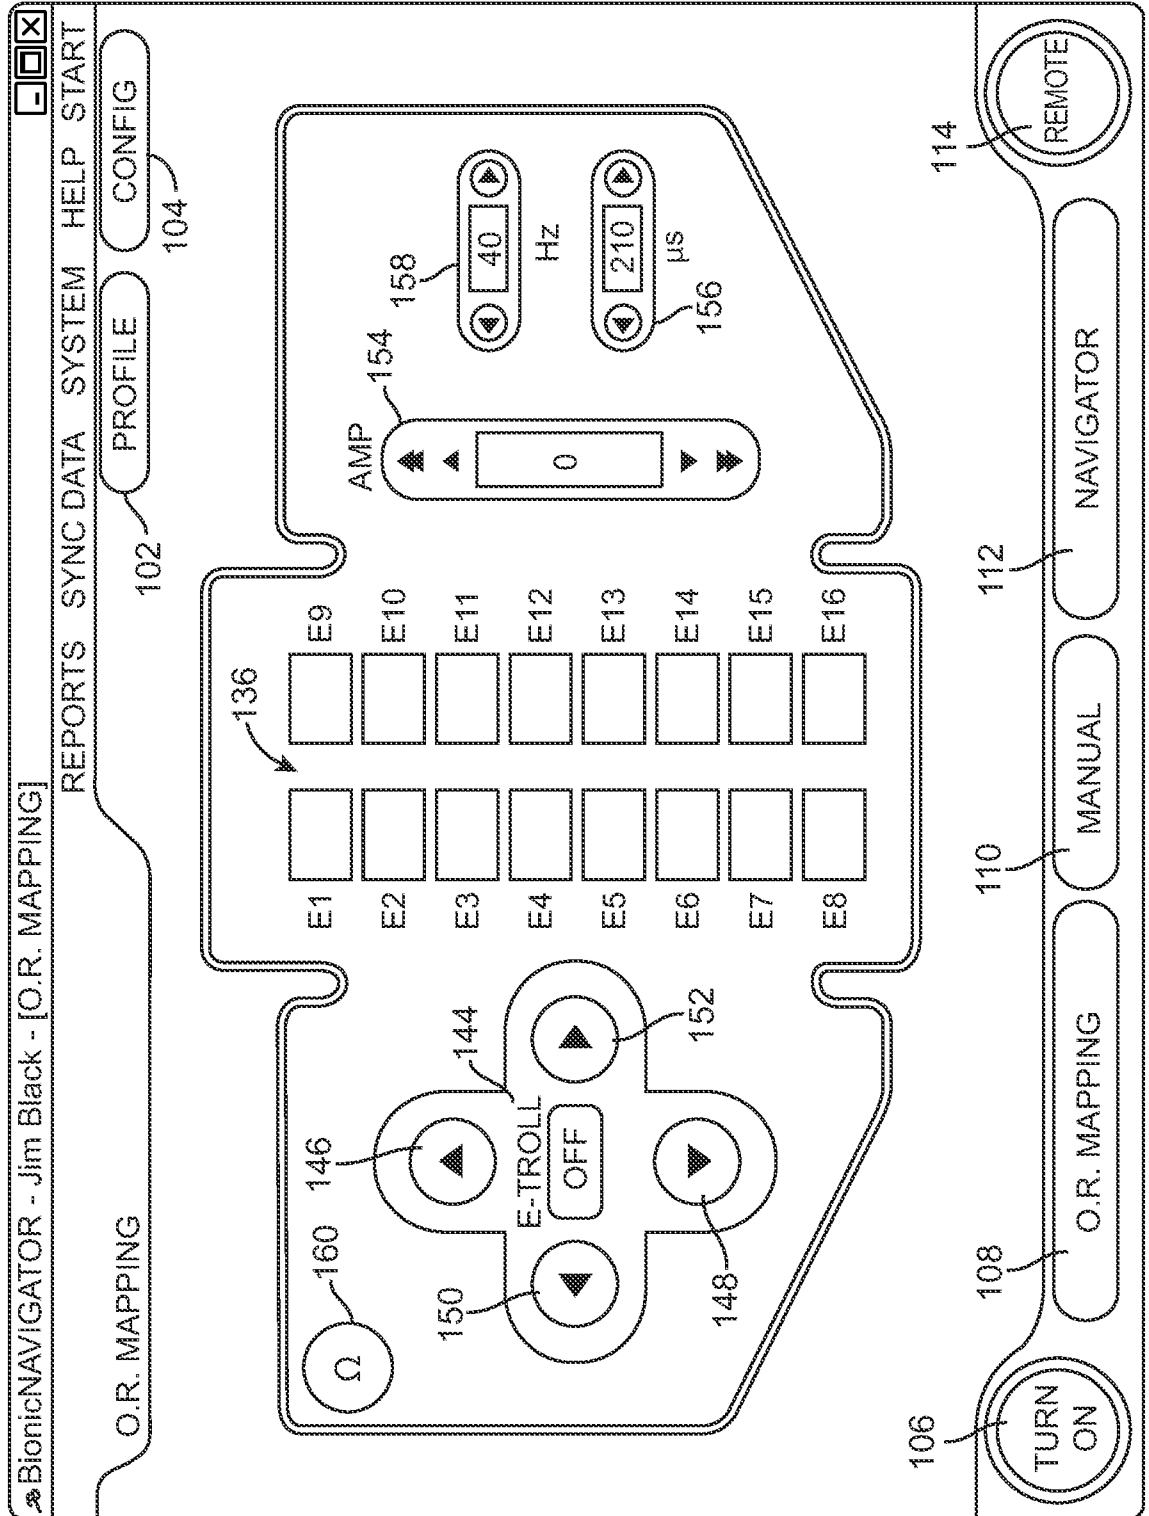 BionicNAVIGATOR - Jim Black - [O.R. MAPPING]
REPORTS SYNC DATA SYSTEM HELP START
O.R. MAPPING
PROFILE
CONFIG
102
104
136
160
Ω
146
144
E-TROLL
OFF
150
152
148
E1
E2
E3
E4
E5
E6
E7
E8
E9
E10
E11
E12
E13
E14
E15
E16
AMP
154
0
158
40
Hz
210
µs
156
106
108
110
112
114
TURN
ON
O.R. MAPPING
MANUAL
NAVIGATOR
REMOTE